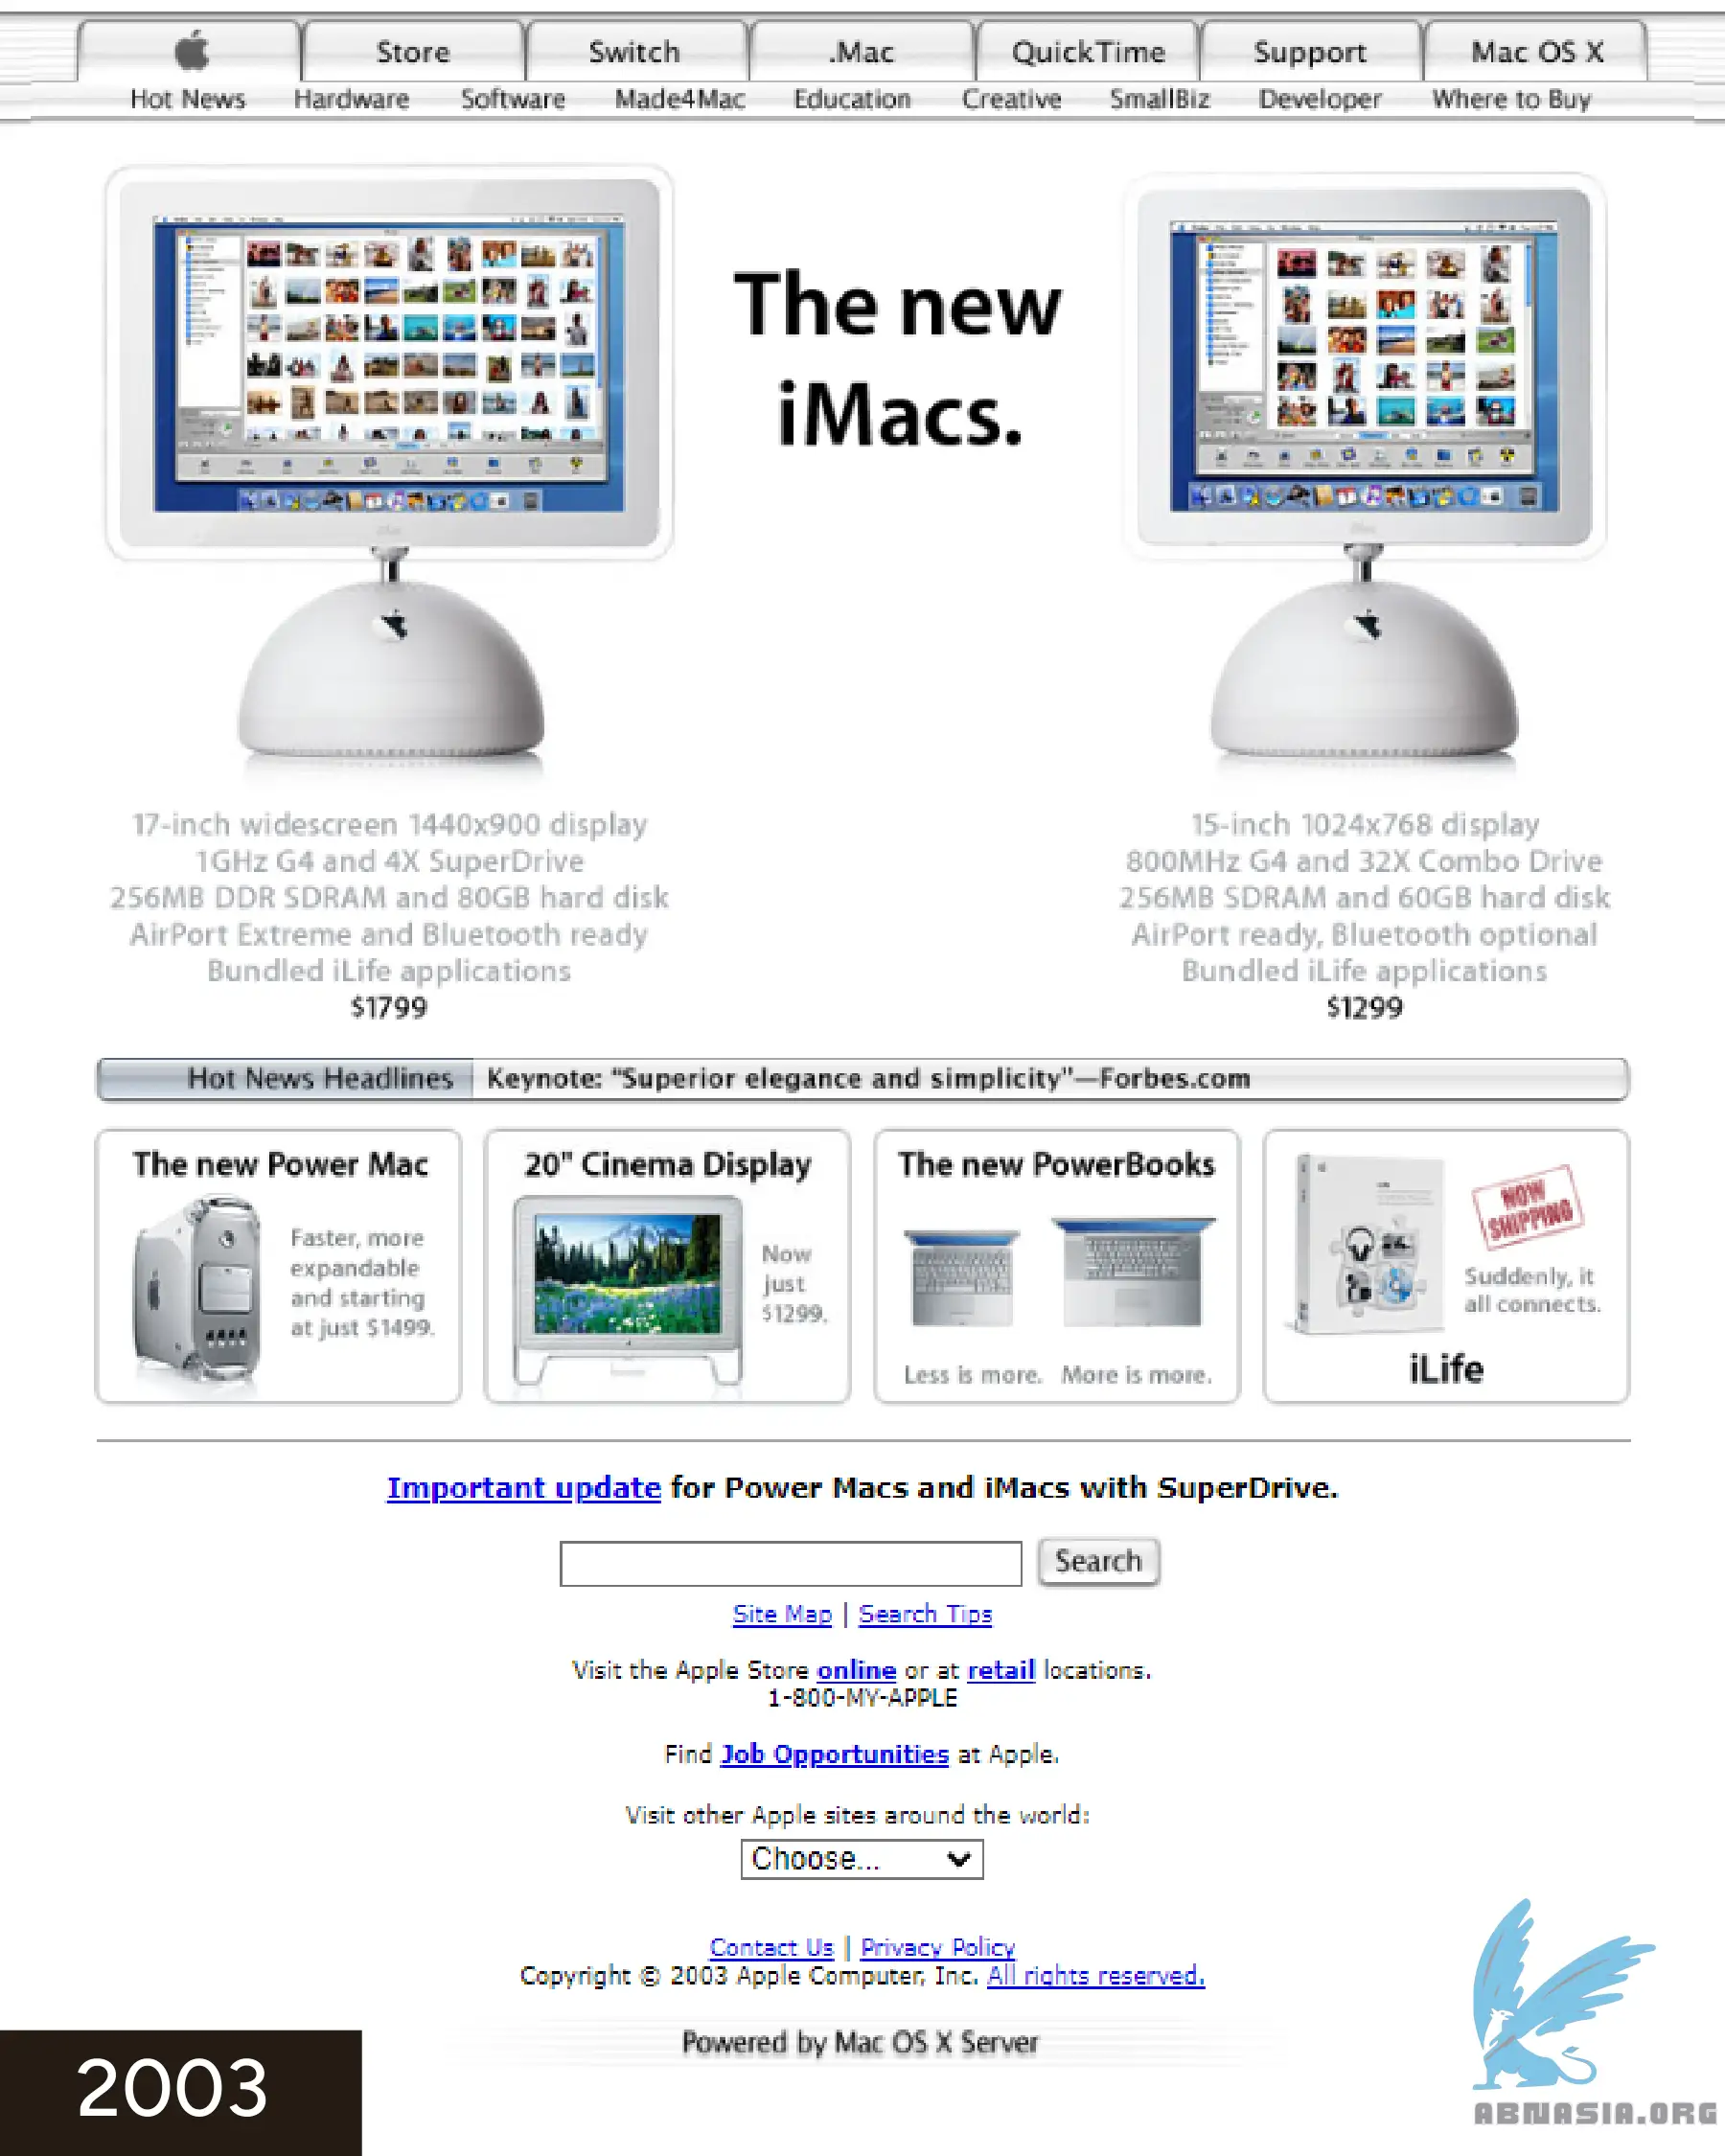 Store Switch .Mac QuickTime Support Mac OS X
Hot News Hardware Software Made4Mac Education Creative SmallBiz Developer Where to Buy
The new
iMacs.
17-inch widescreen 1440x900 display
1GHz G4 and 4X SuperDrive
256MB DDR SDRAM and 80GB hard disk
AirPort Extreme and Bluetooth ready
Bundled iLife applications
$1799
15-inch 1024x768 display
800MHz G4 and 32X Combo Drive
256MB SDRAM and 60GB hard disk
AirPort ready, Bluetooth optional
Bundled iLife applications
$1299
Hot News Headlines Keynote: “Superior elegance and simplicity”—Forbes.com
The new Power Mac
Faster, more
expandable
and starting
at just $1499.
20" Cinema Display
Now
just
$1299.
The new PowerBooks
Less is more. More is more.
NOW
SHIPPING
Suddenly, it
all connects.
iLife
Important update for Power Macs and iMacs with SuperDrive.
Search
Site Map | Search Tips
Visit the Apple Store online or at retail locations.
1-800-MY-APPLE
Find Job Opportunities at Apple.
Visit other Apple sites around the world:
Choose...
Contact Us | Privacy Policy
Copyright © 2003 Apple Computer, Inc. All rights reserved.
Powered by Mac OS X Server
2003
ABNASIA.ORG